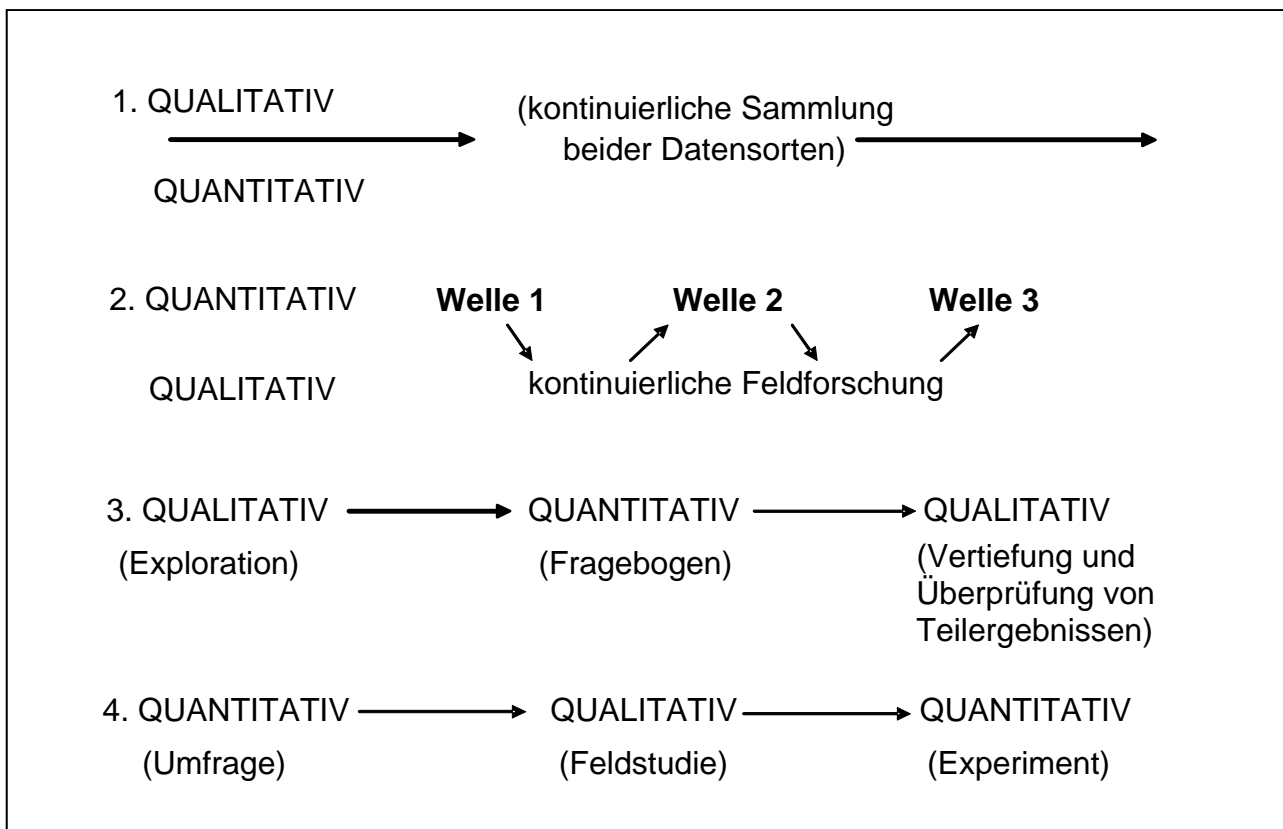 1. QUALITATIV
(kontinuierliche Sammlung
beider Datensorten)
QUANTITATIV
2. QUANTITATIV Welle 1 Welle 2 Welle 3
QUALITATIV kontinuierliche Feldforschung
3. QUALITATIV QUANTITATIV QUALITATIV
(Exploration) (Fragebogen) (Vertiefung und
Überprüfung von
Teilergebnissen)
4. QUANTITATIV QUALITATIV QUANTITATIV
(Umfrage) (Feldstudie) (Experiment)